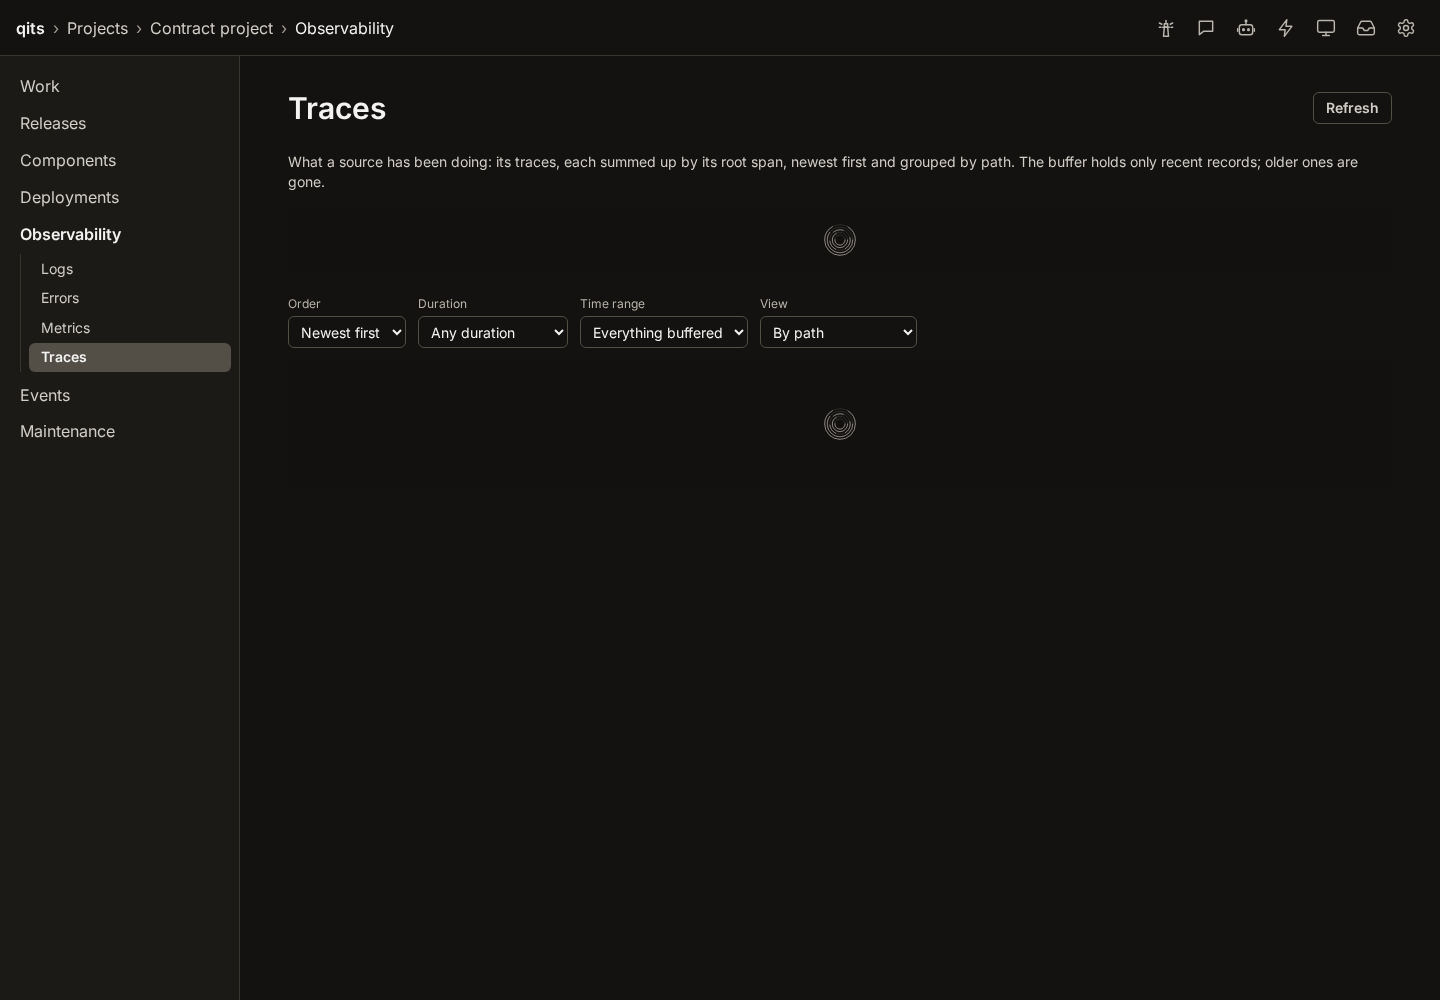 qits › Projects › Contract project › Observability
Work
Releases
Components
Deployments
Observability
Logs
Errors
Metrics
Traces
Events
Maintenance
Traces
Refresh
What a source has been doing: its traces, each summed up by its root span, newest first and grouped by path. The buffer holds only recent records; older ones are
gone.
Order Duration Time range View
Newest first Any duration Everything buffered By path